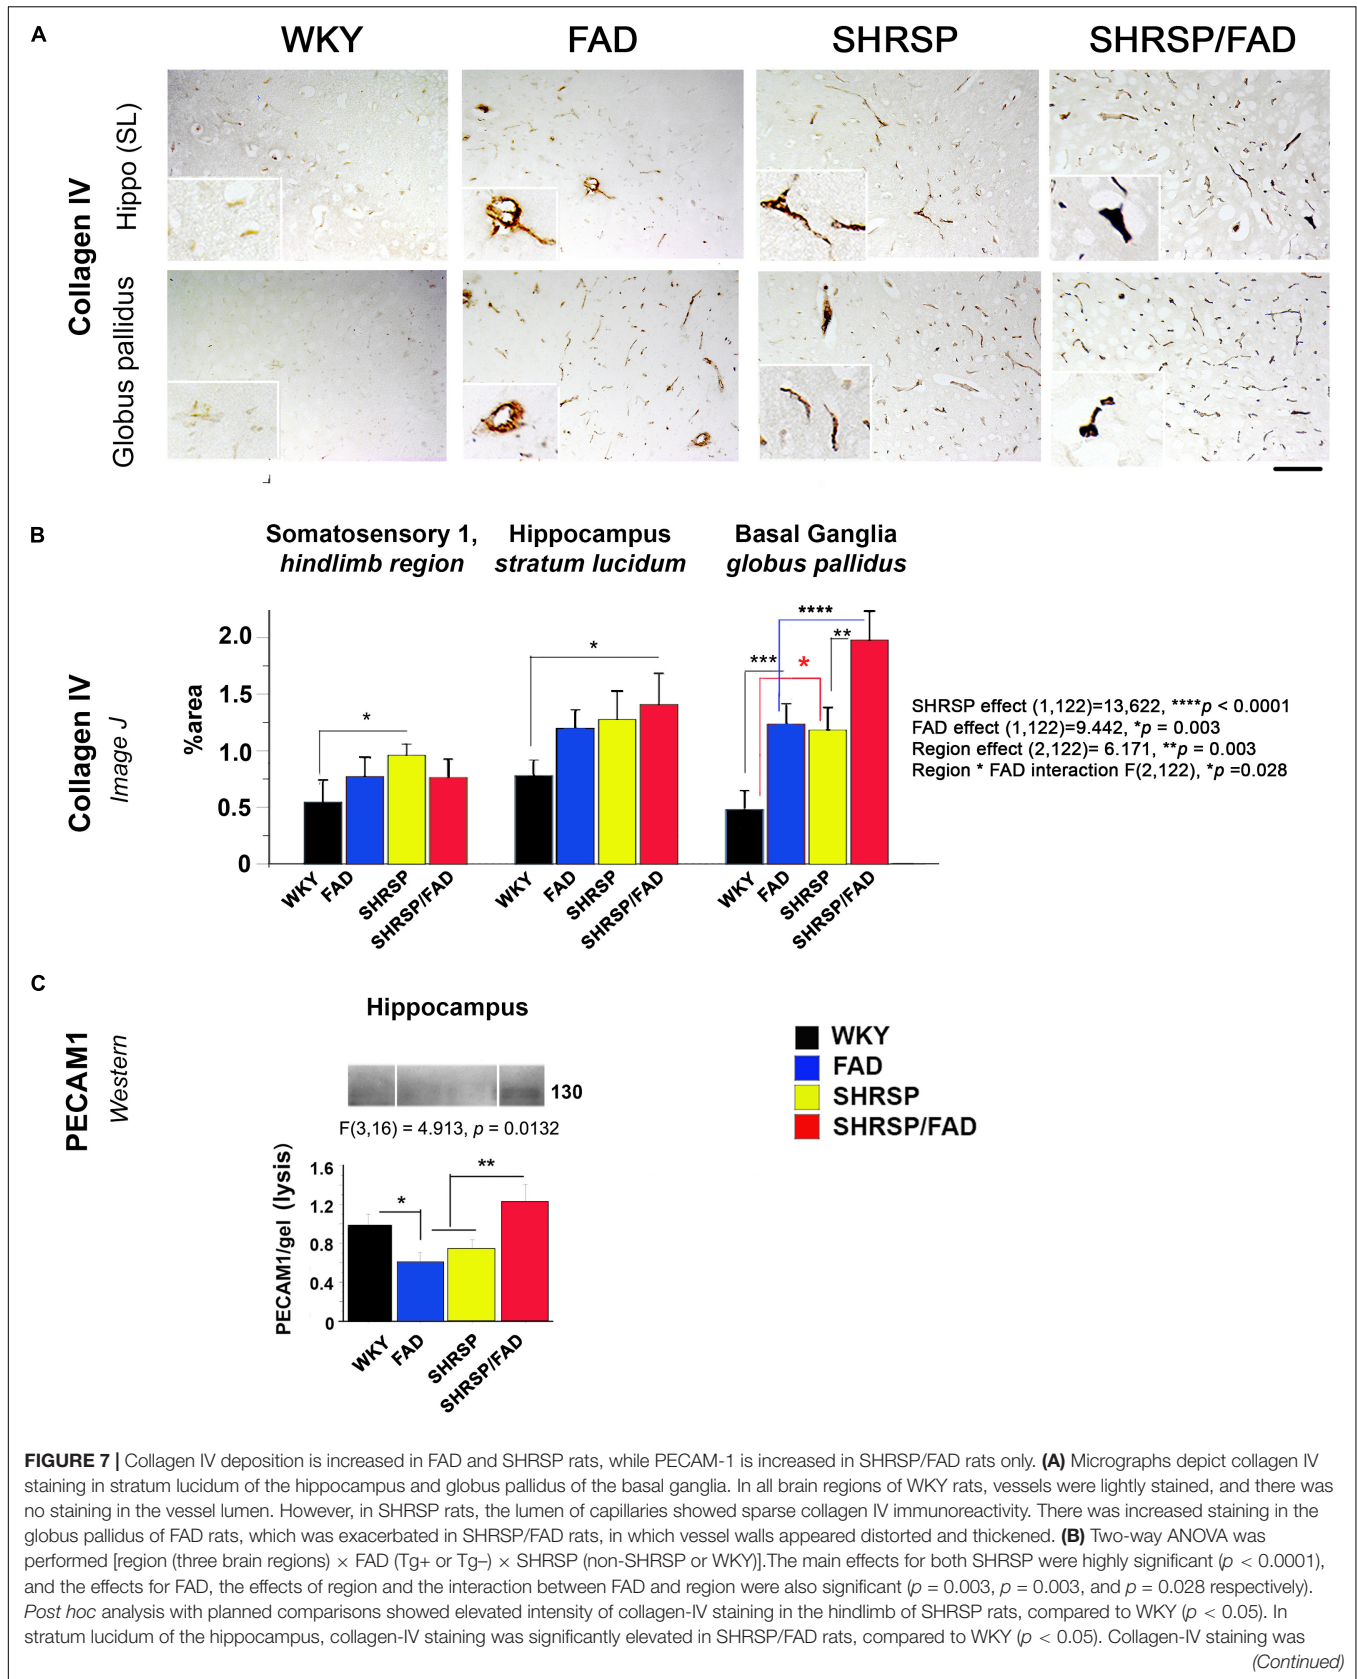 A
WKY FAD SHRSP SHRSP/FAD
Collagen IV
Hippo (SL)
Globus pallidus
B
Somatosensory 1, Hippocampus Basal Ganglia
hindlimb region stratum lucidum globus pallidus
Collagen IV
Image J
%area
2.0
1.5
1.0
0.5
0
* * *** * **** **
SHRSP effect (1,122)=13,622, ****p < 0.0001
FAD effect (1,122)=9.442, *p = 0.003
Region effect (2,122)= 6.171, **p = 0.003
Region * FAD interaction F(2,122), *p =0.028
WKY FAD SHRSP SHRSP/FAD WKY FAD SHRSP SHRSP/FAD WKY FAD SHRSP SHRSP/FAD
C
Hippocampus
PECAM1
Western
130
F(3,16) = 4.913, p = 0.0132
PECAM1/gel (lysis)
1.6
1.2
0.8
0.4
0
* **
WKY FAD SHRSP SHRSP/FAD
WKY
FAD
SHRSP
SHRSP/FAD
FIGURE 7 | Collagen IV deposition is increased in FAD and SHRSP rats, while PECAM-1 is increased in SHRSP/FAD rats only. (A) Micrographs depict collagen IV
staining in stratum lucidum of the hippocampus and globus pallidus of the basal ganglia. In all brain regions of WKY rats, vessels were lightly stained, and there was
no staining in the vessel lumen. However, in SHRSP rats, the lumen of capillaries showed sparse collagen IV immunoreactivity. There was increased staining in the
globus pallidus of FAD rats, which was exacerbated in SHRSP/FAD rats, in which vessel walls appeared distorted and thickened. (B) Two-way ANOVA was
performed [region (three brain regions) × FAD (Tg+ or Tg–) × SHRSP (non-SHRSP or WKY)].The main effects for both SHRSP were highly significant (p < 0.0001),
and the effects for FAD, the effects of region and the interaction between FAD and region were also significant (p = 0.003, p = 0.003, and p = 0.028 respectively).
Post hoc analysis with planned comparisons showed elevated intensity of collagen-IV staining in the hindlimb of SHRSP rats, compared to WKY (p < 0.05). In
stratum lucidum of the hippocampus, collagen-IV staining was significantly elevated in SHRSP/FAD rats, compared to WKY (p < 0.05). Collagen-IV staining was
(Continued)